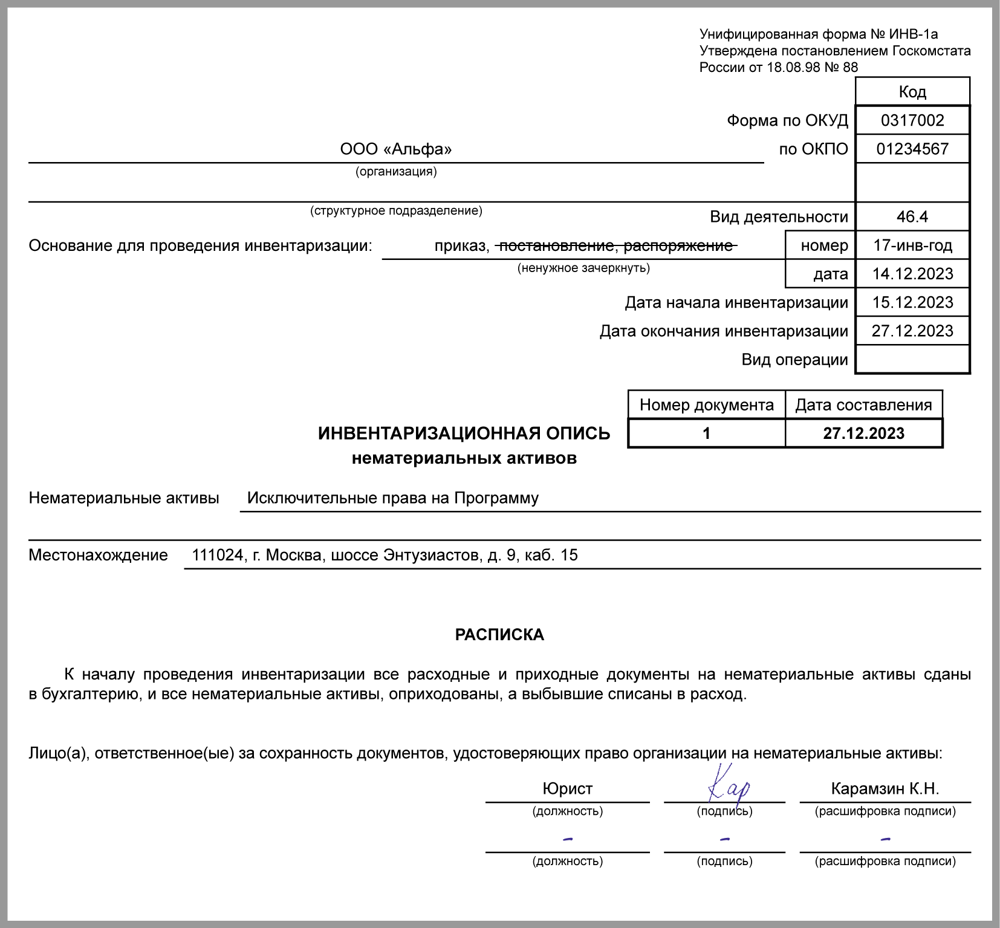 Унифицированная форма № ИНВ-1а
Утверждена постановлением Госкомстата
России от 18.08.98 № 88
Код
Форма по ОКУД 0317002
ООО «Альфа» по ОКПО 01234567
(организация)
(структурное подразделение)
Вид деятельности 46.4
Основание для проведения инвентаризации: приказ, постановление, распоряжение номер 17-инв-год
(ненужное зачеркнуть)
дата 14.12.2023
Дата начала инвентаризации 15.12.2023
Дата окончания инвентаризации 27.12.2023
Вид операции
Номер документа Дата составления
ИНВЕНТАРИЗАЦИОННАЯ ОПИСЬ 1 27.12.2023
нематериальных активов
Нематериальные активы Исключительные права на Программу
Местонахождение 111024, г. Москва, шоссе Энтузиастов, д. 9, каб. 15
РАСПИСКА
К началу проведения инвентаризации все расходные и приходные документы на нематериальные активы сданы
в бухгалтерию, и все нематериальные активы, оприходованы, а выбывшие списаны в расход.
Лицо(а), ответственное(ые) за сохранность документов, удостоверяющих право организации на нематериальные активы:
Юрист Кар Карамзин К.Н.
(должность) (подпись) (расшифровка подписи)
- - -
(должность) (подпись) (расшифровка подписи)